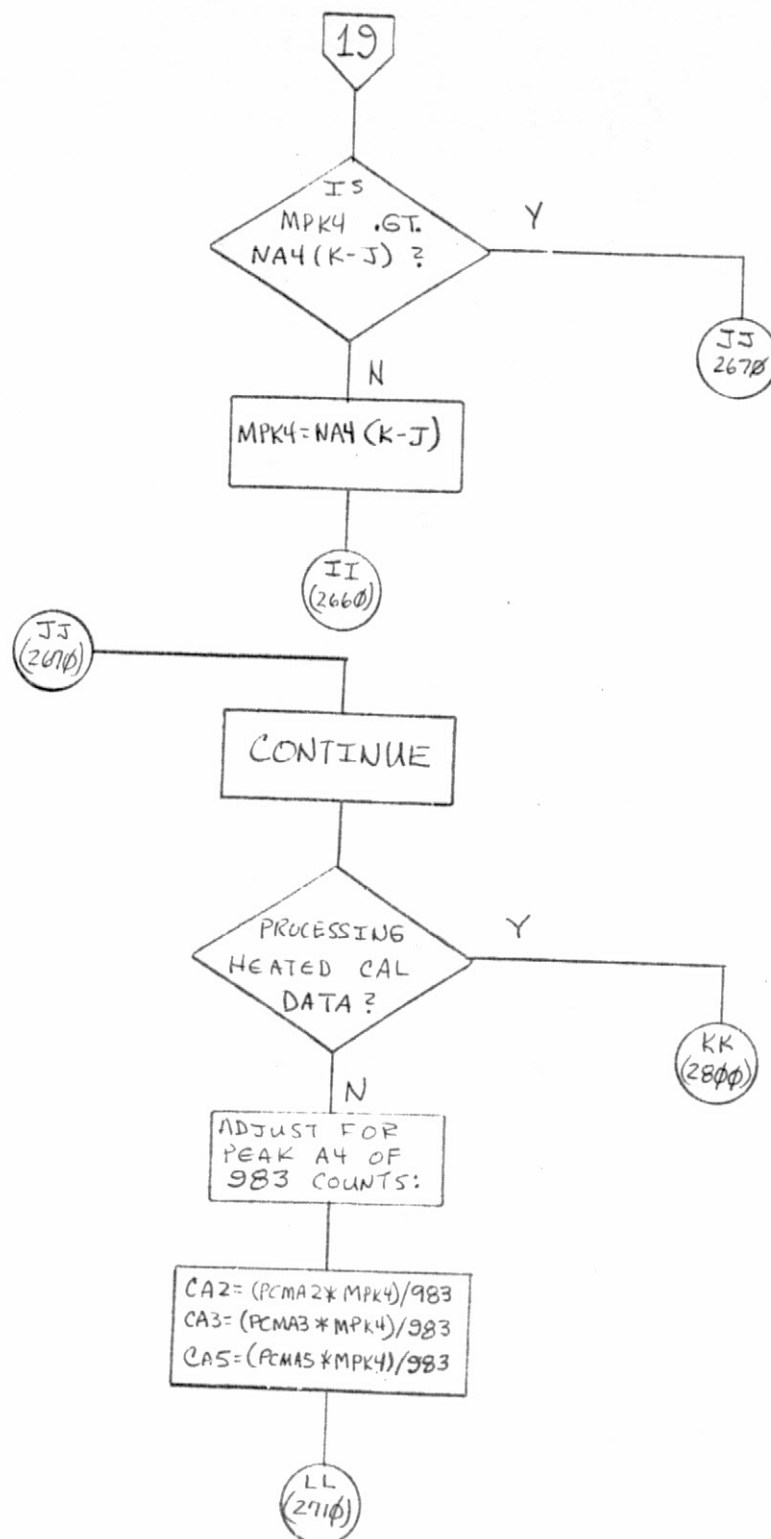 19
IS
MPK4 .GT.
NA4(K-J) ?
Y
JJ
267Ø
N
MPK4=NA4(K-J)
II
(266Ø)
JJ
(267Ø)
CONTINUE
PROCESSING
HEATED CAL
DATA?
Y
KK
(28ØØ)
N
ADJUST FOR
PEAK A4 OF
983 COUNTS:
CA2=(PCMA2*MPK4)/983
CA3=(PCMA3*MPK4)/983
CA5=(PCMA5*MPK4)/983
LL
(271Ø)